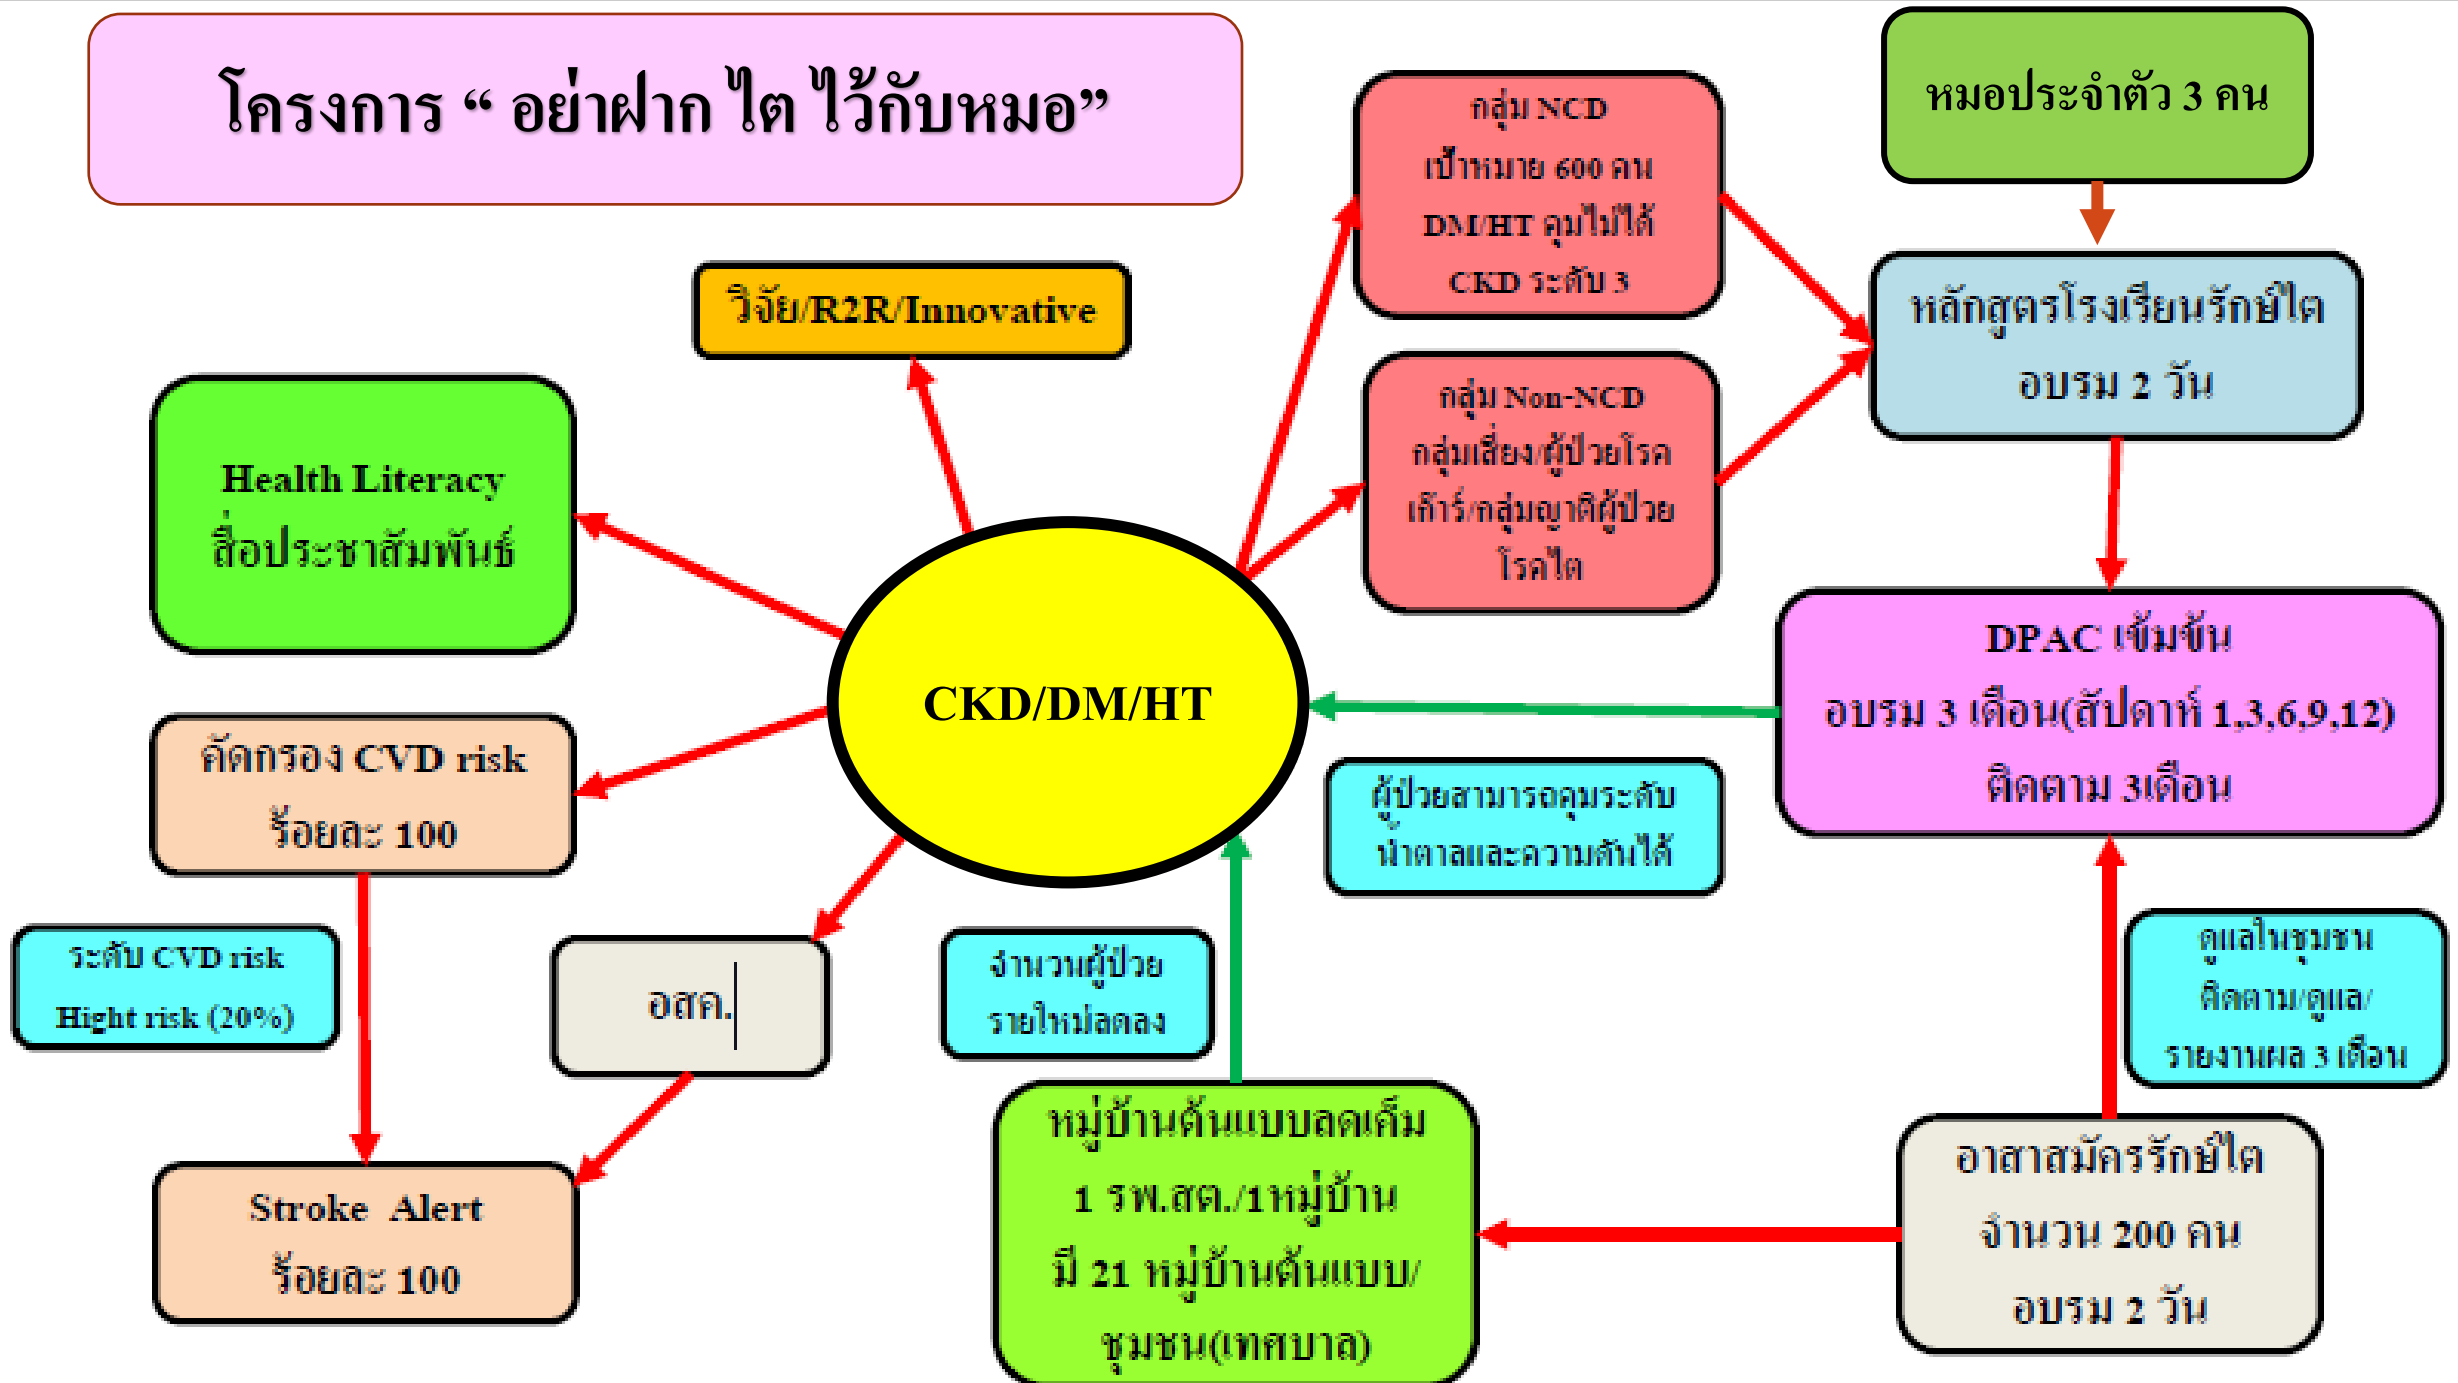 โครงการ “ อย่าฝาก ไต ไว้กับหมอ”
หมอประจำตัว 3 คน
กลุ่ม NCD
เป้าหมาย 600 คน
DM/HT คุมไม่ได้
CKD ระดับ 3
วิจัย/R2R/Innovative
หลักสูตรโรงเรียนรักษ์ไต
อบรม 2 วัน
กลุ่ม Non-NCD
กลุ่มเสี่ยง/ผู้ป่วยโรค
เก๊าร์/กลุ่มญาติผู้ป่วย
โรคไต
Health Literacy
สื่อประชาสัมพันธ์
CKD/DM/HT
DPAC เข้มข้น
อบรม 3 เดือน(สัปดาห์ 1,3,6,9,12)
ติดตาม 3เดือน
คัดกรอง CVD risk
ร้อยละ 100
ผู้ป่วยสามารถคุมระดับ
น้ำตาลและความดันได้
ระดับ CVD risk
Hight risk (20%)
อสค.
จำนวนผู้ป่วย
รายใหม่ลดลง
ดูแลในชุมชน
ติดตาม/ดูแล/
รายงานผล 3 เดือน
Stroke Alert
ร้อยละ 100
หมู่บ้านต้นแบบลดเค็ม
1 รพ.สต./1หมู่บ้าน
มี 21 หมู่บ้านต้นแบบ/
ชุมชน(เทศบาล)
อาสาสมัครรักษ์ไต
จำนวน 200 คน
อบรม 2 วัน